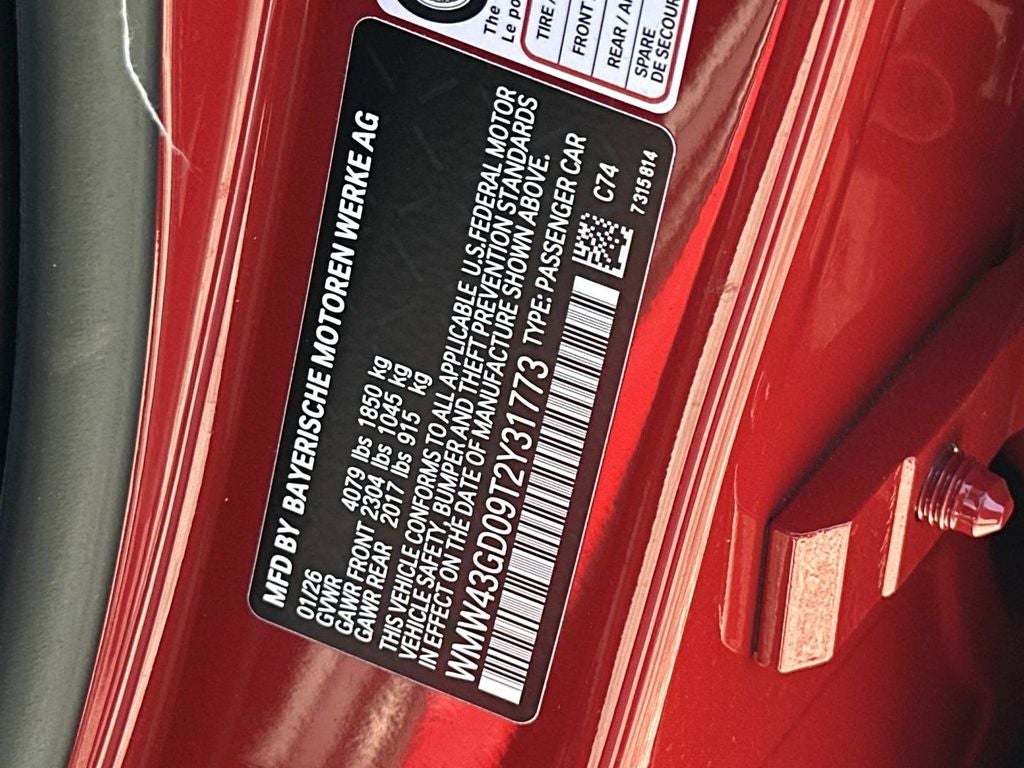 The
Le po
TIRE /
FRONT
REAR / A
SPARE
DE SECOUR
MFD BY BAYERISCHE MOTOREN WERKE AG
01/26
GVWR 4079 lbs 1850 kg
GAWR FRONT 2304 lbs 1045 kg
GAWR REAR 2017 lbs 915 kg
THIS VEHICLE CONFORMS TO ALL APPLICABLE U.S.FEDERAL MOTOR
VEHICLE SAFETY, BUMPER AND THEFT PREVENTION STANDARDS
IN EFFECT ON THE DATE OF MANUFACTURE SHOWN ABOVE.
WMW43GD09T2Y31773 TYPE: PASSENGER CAR
C74
7315814